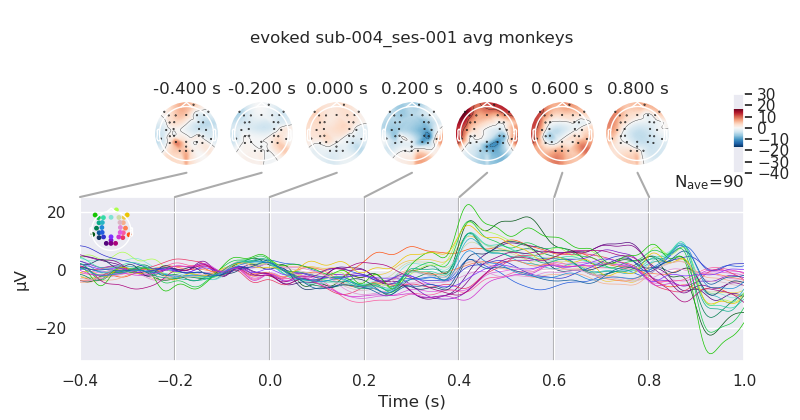 evoked sub-004_ses-001 avg monkeys
-0.400 s -0.200 s 0.000 s 0.200 s 0.400 s 0.600 s 0.800 s
30
20
10
0
−10
−20
−30
−40
Nave=90
20
0
−20
µV
−0.4 −0.2 0.0 0.2 0.4 0.6 0.8 1.0
Time (s)